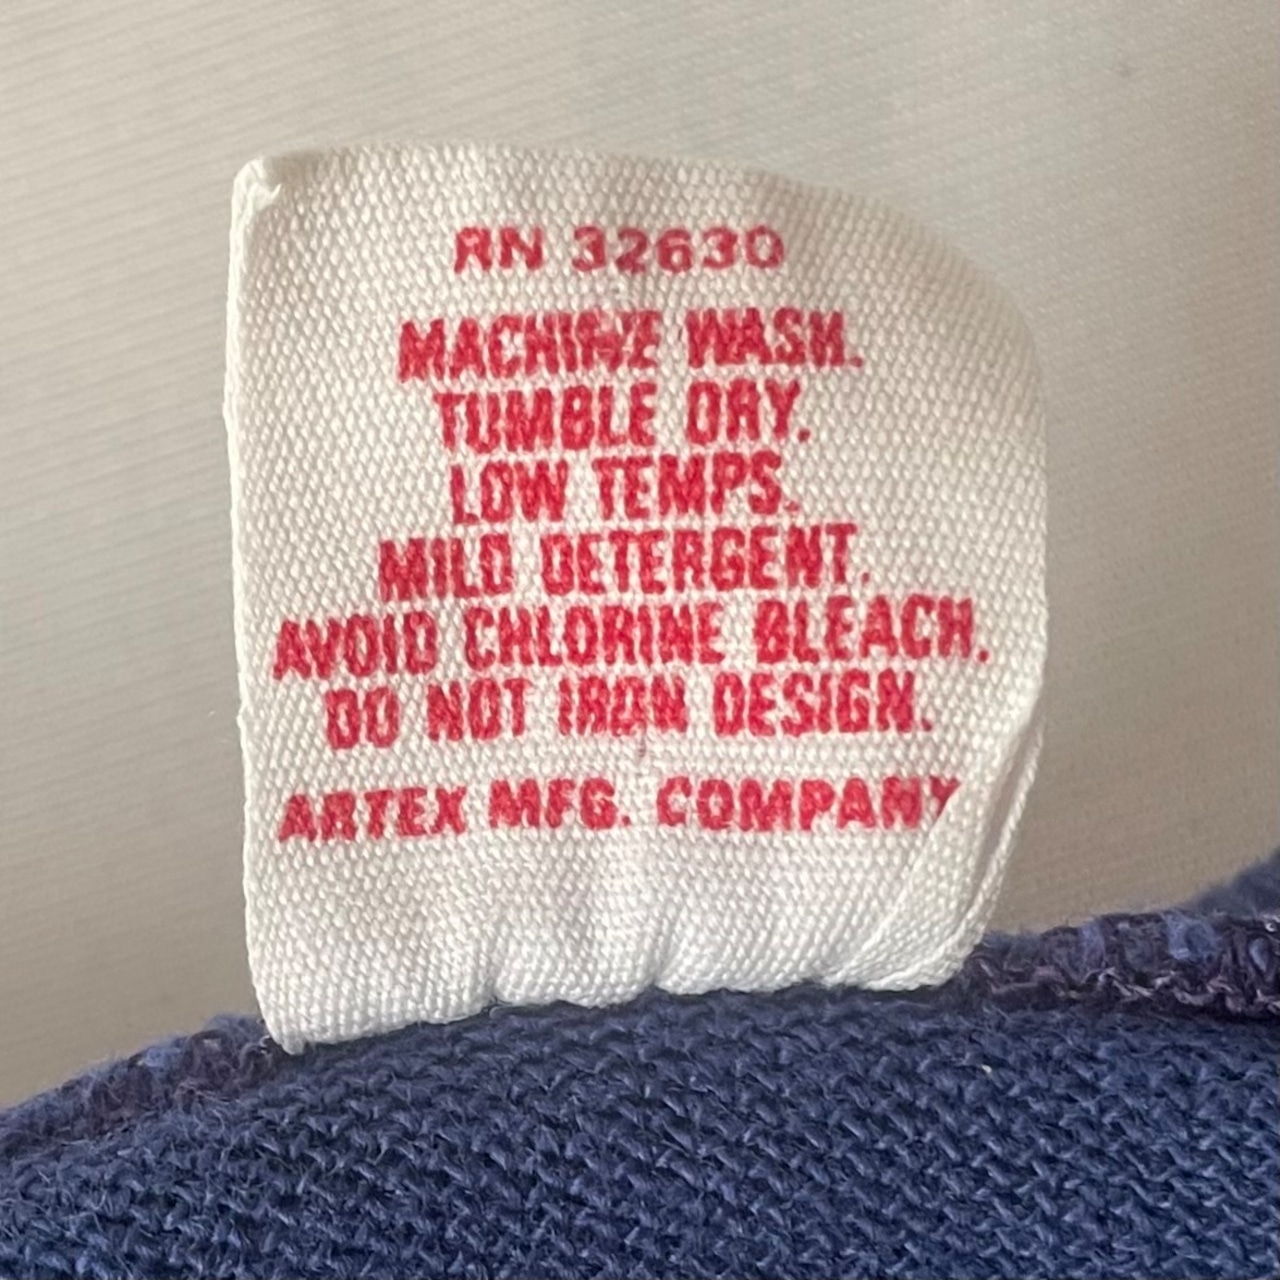 RN 32630
MACHINE WASH.
TUMBLE DRY.
LOW TEMPS.
MILD DETERGENT.
AVOID CHLORINE BLEACH.
DO NOT IRON DESIGN.
ARTEX MFG. COMPANY